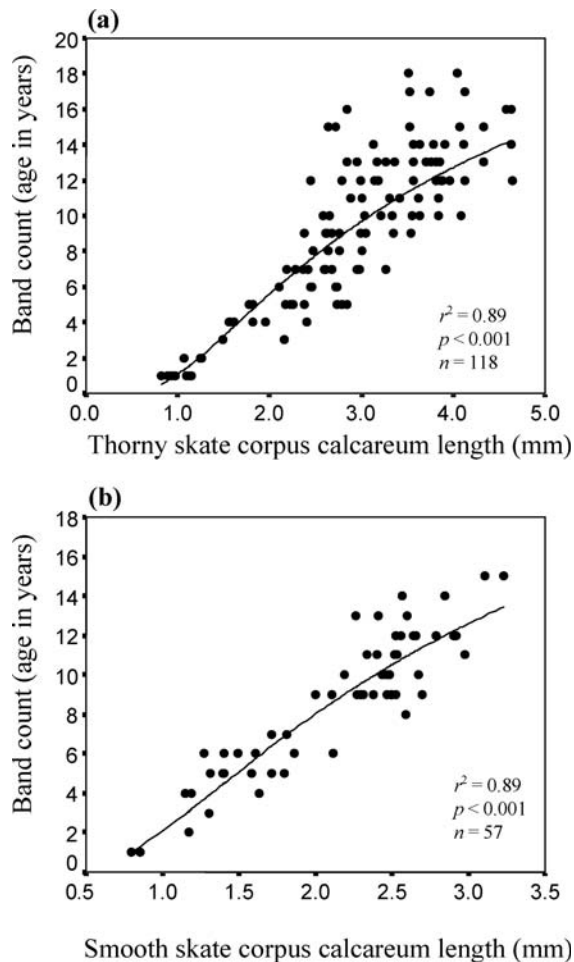 (a)
20
18
16
14
12
10
8
6
4
2
0
Band count (age in years)
r² = 0.89
p < 0.001
n = 118
0.0 1.0 2.0 3.0 4.0 5.0
Thorny skate corpus calcareum length (mm)
(b)
18
16
14
12
10
8
6
4
2
0
Band count (age in years)
r² = 0.89
p < 0.001
n = 57
0.5 1.0 1.5 2.0 2.5 3.0 3.5
Smooth skate corpus calcareum length (mm)